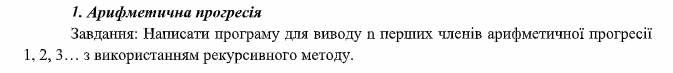 1. Арифметична прогресія
Завдання: Написати програму для виводу n перших членів арифметичної прогресії
1, 2, 3… з використанням рекурсивного методу.